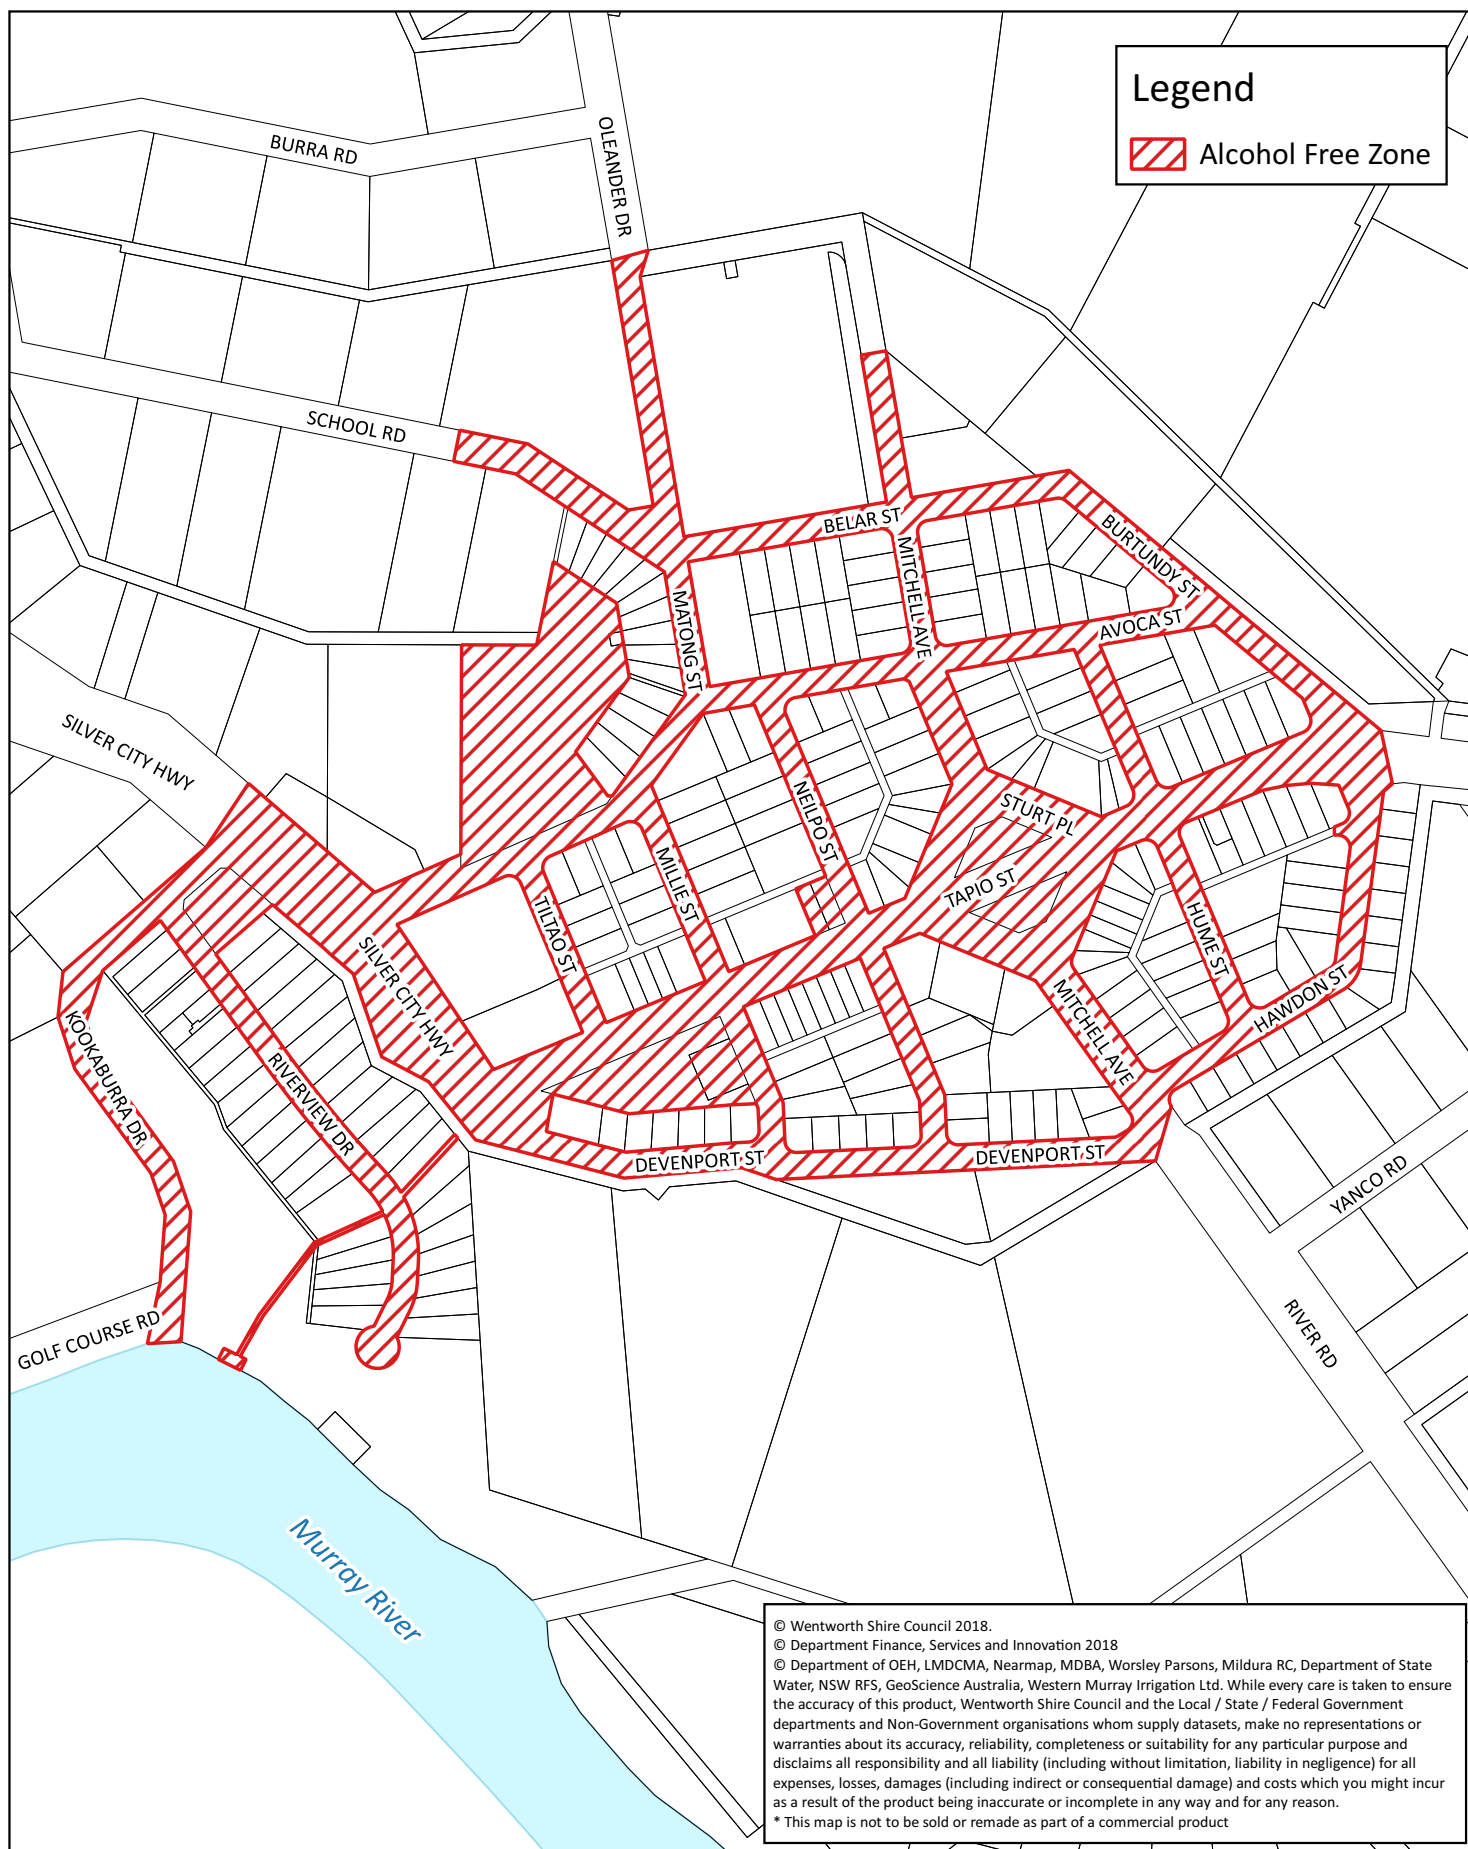 Legend
Alcohol Free Zone
BURRA RD
OLEANDER DR
SCHOOL RD
BELAR ST
BURTUNDY ST
MITCHELL AVE
AVOCA ST
MATONG ST
SILVER CITY HWY
NEILPO ST
STURT PL
TAPIO ST
MILLIE ST
TILTAO ST
HUME ST
SILVER CITY HWY
HAWDON ST
MITCHELL AVE
KOOKABURRA DR
RIVERVIEW DR
DEVENPORT ST
DEVENPORT ST
YANCO RD
GOLF COURSE RD
RIVER RD
Murray River
© Wentworth Shire Council 2018.
© Department Finance, Services and Innovation 2018
© Department of OEH, LMDCMA, Nearmap, MDBA, Worsley Parsons, Mildura RC, Department of State
Water, NSW RFS, GeoScience Australia, Western Murray Irrigation Ltd. While every care is taken to ensure
the accuracy of this product, Wentworth Shire Council and the Local / State / Federal Government
departments and Non-Government organisations whom supply datasets, make no representations or
warranties about its accuracy, reliability, completeness or suitability for any particular purpose and
disclaims all responsibility and all liability (including without limitation, liability in negligence) for all
expenses, losses, damages (including indirect or consequential damage) and costs which you might incur
as a result of the product being inaccurate or incomplete in any way and for any reason.
* This map is not to be sold or remade as part of a commercial product